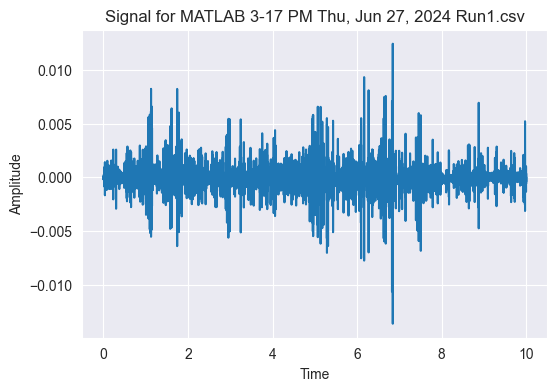 Signal for MATLAB 3-17 PM Thu, Jun 27, 2024 Run1.csv
0.010
0.005
0.000
−0.005
−0.010
Amplitude
0 2 4 6 8 10
Time